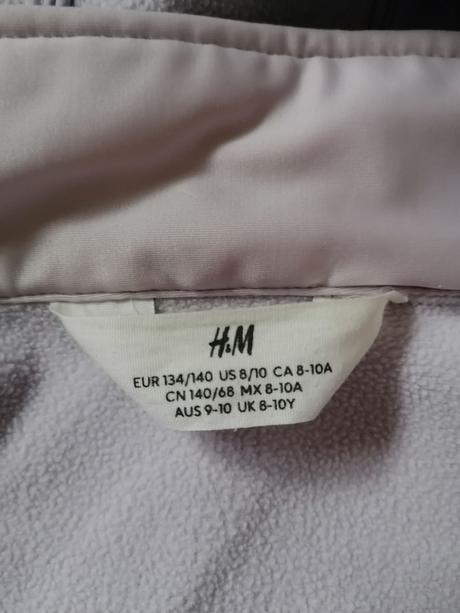 H&M
EUR 134/140 US 8/10 CA 8-10A
CN 140/68 MX 8-10A
AUS 9-10 UK 8-10Y